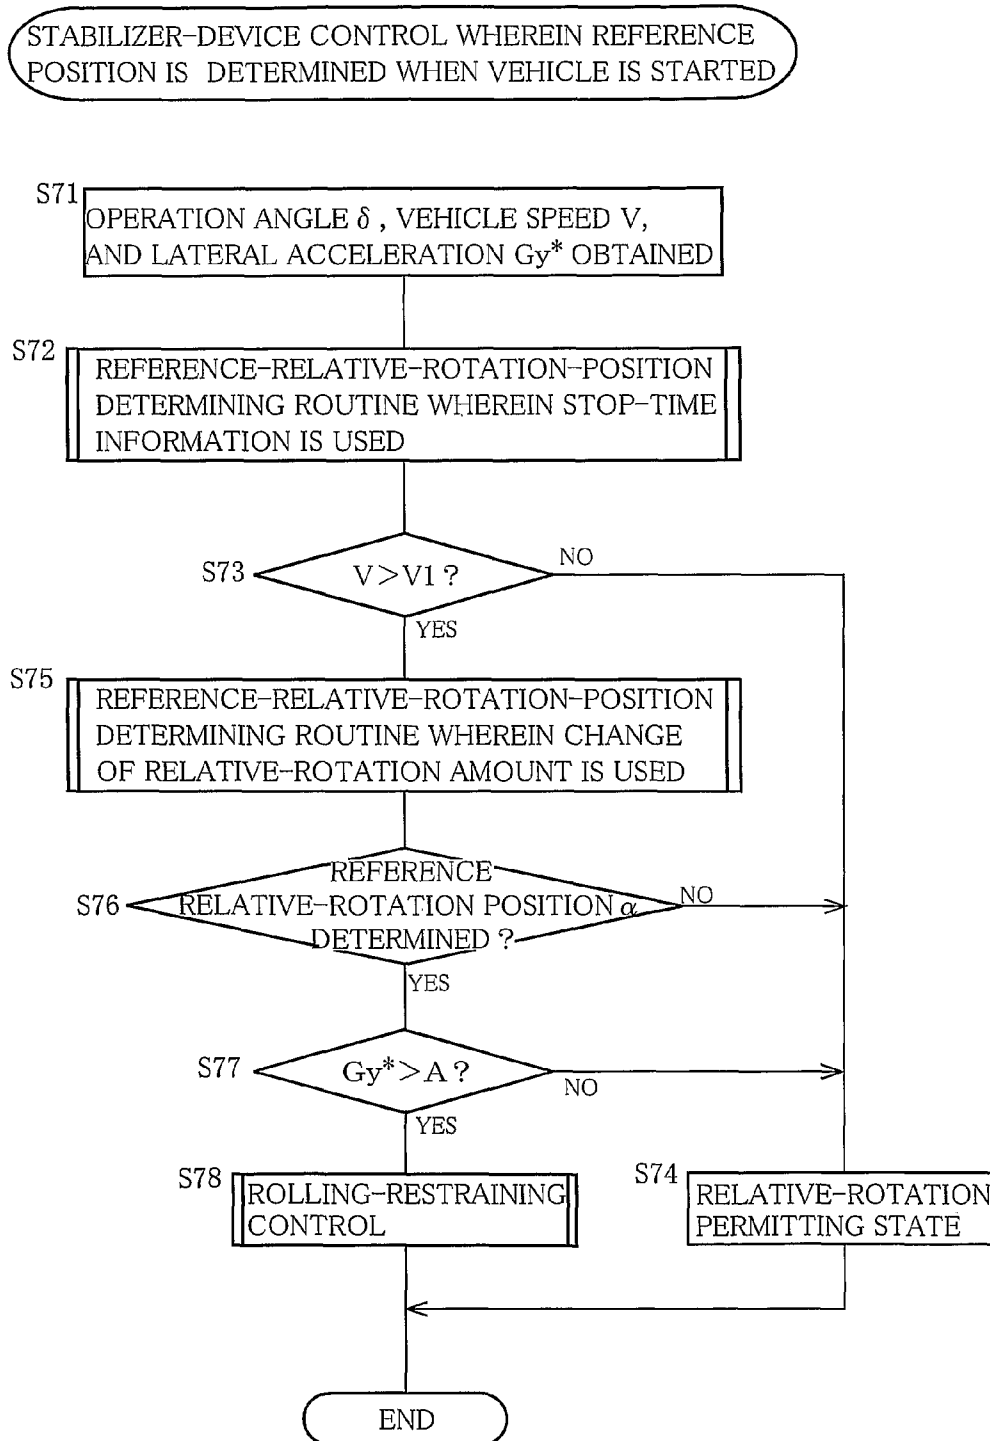 STABILIZER-DEVICE CONTROL WHEREIN REFERENCE
POSITION IS DETERMINED WHEN VEHICLE IS STARTED
S71
OPERATION ANGLE δ, VEHICLE SPEED V,
AND LATERAL ACCELERATION Gy* OBTAINED
S72
REFERENCE-RELATIVE-ROTATION-POSITION
DETERMINING ROUTINE WHEREIN STOP-TIME
INFORMATION IS USED
S73
V>V1?
NO
YES
S75
REFERENCE-RELATIVE-ROTATION-POSITION
DETERMINING ROUTINE WHEREIN CHANGE
OF RELATIVE-ROTATION AMOUNT IS USED
S76
REFERENCE
RELATIVE-ROTATION POSITION α
DETERMINED?
NO
YES
S77
Gy*>A?
NO
YES
S78
ROLLING-RESTRAINING
CONTROL
S74
RELATIVE-ROTATION
PERMITTING STATE
END